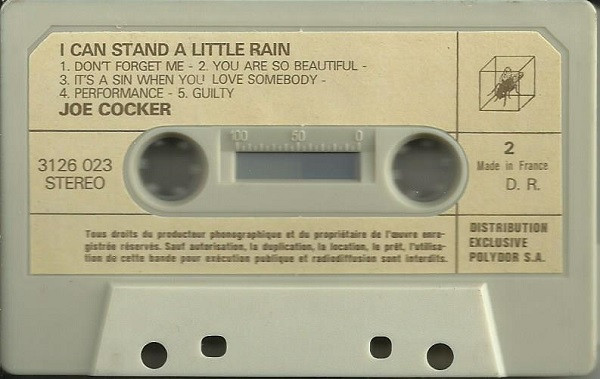 I CAN STAND A LITTLE RAIN
1. DON'T FORGET ME - 2. YOU ARE SO BEAUTIFUL -
3. IT'S A SIN WHEN YOU LOVE SOMEBODY -
4. PERFORMANCE - 5. GUILTY
JOE COCKER
100 50 0
3126 023
STEREO
2
Made in France
D. R.
Tous droits du producteur phonographique et du propriétaire de l'œuvre enre-
gistrée réservés. Sauf autorisation, la duplication, la location, le prêt, l'utilisa-
tion de cette bande pour exécution publique et radiodiffusion sont interdits.
DISTRIBUTION
EXCLUSIVE
POLYDOR S.A.